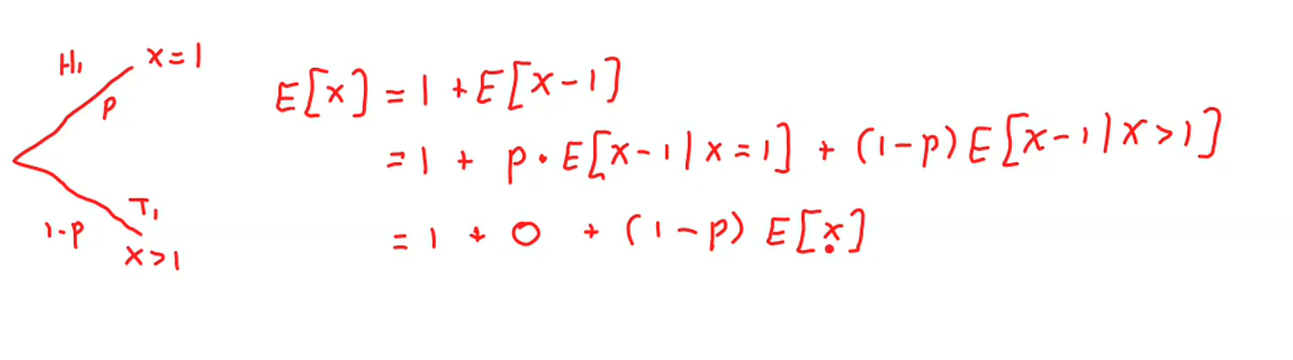 H₁ x=1
p
E[x] = 1 + E[x-1]
= 1 + p • E[x-1|x=1] + (1-p) E[x-1|x>1]
= 1 + 0 + (1-p) E[x]
T₁
1-p
x>1